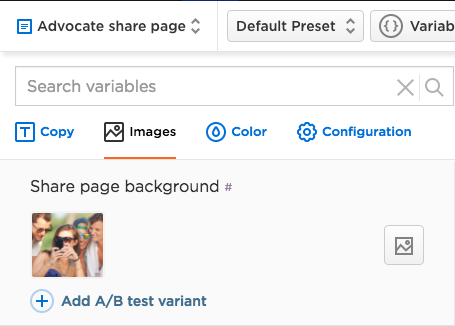 Advocate share page
Default Preset
{} Variab
Search variables
T Copy
Images
Color
Configuration
Share page background #
Add A/B test variant